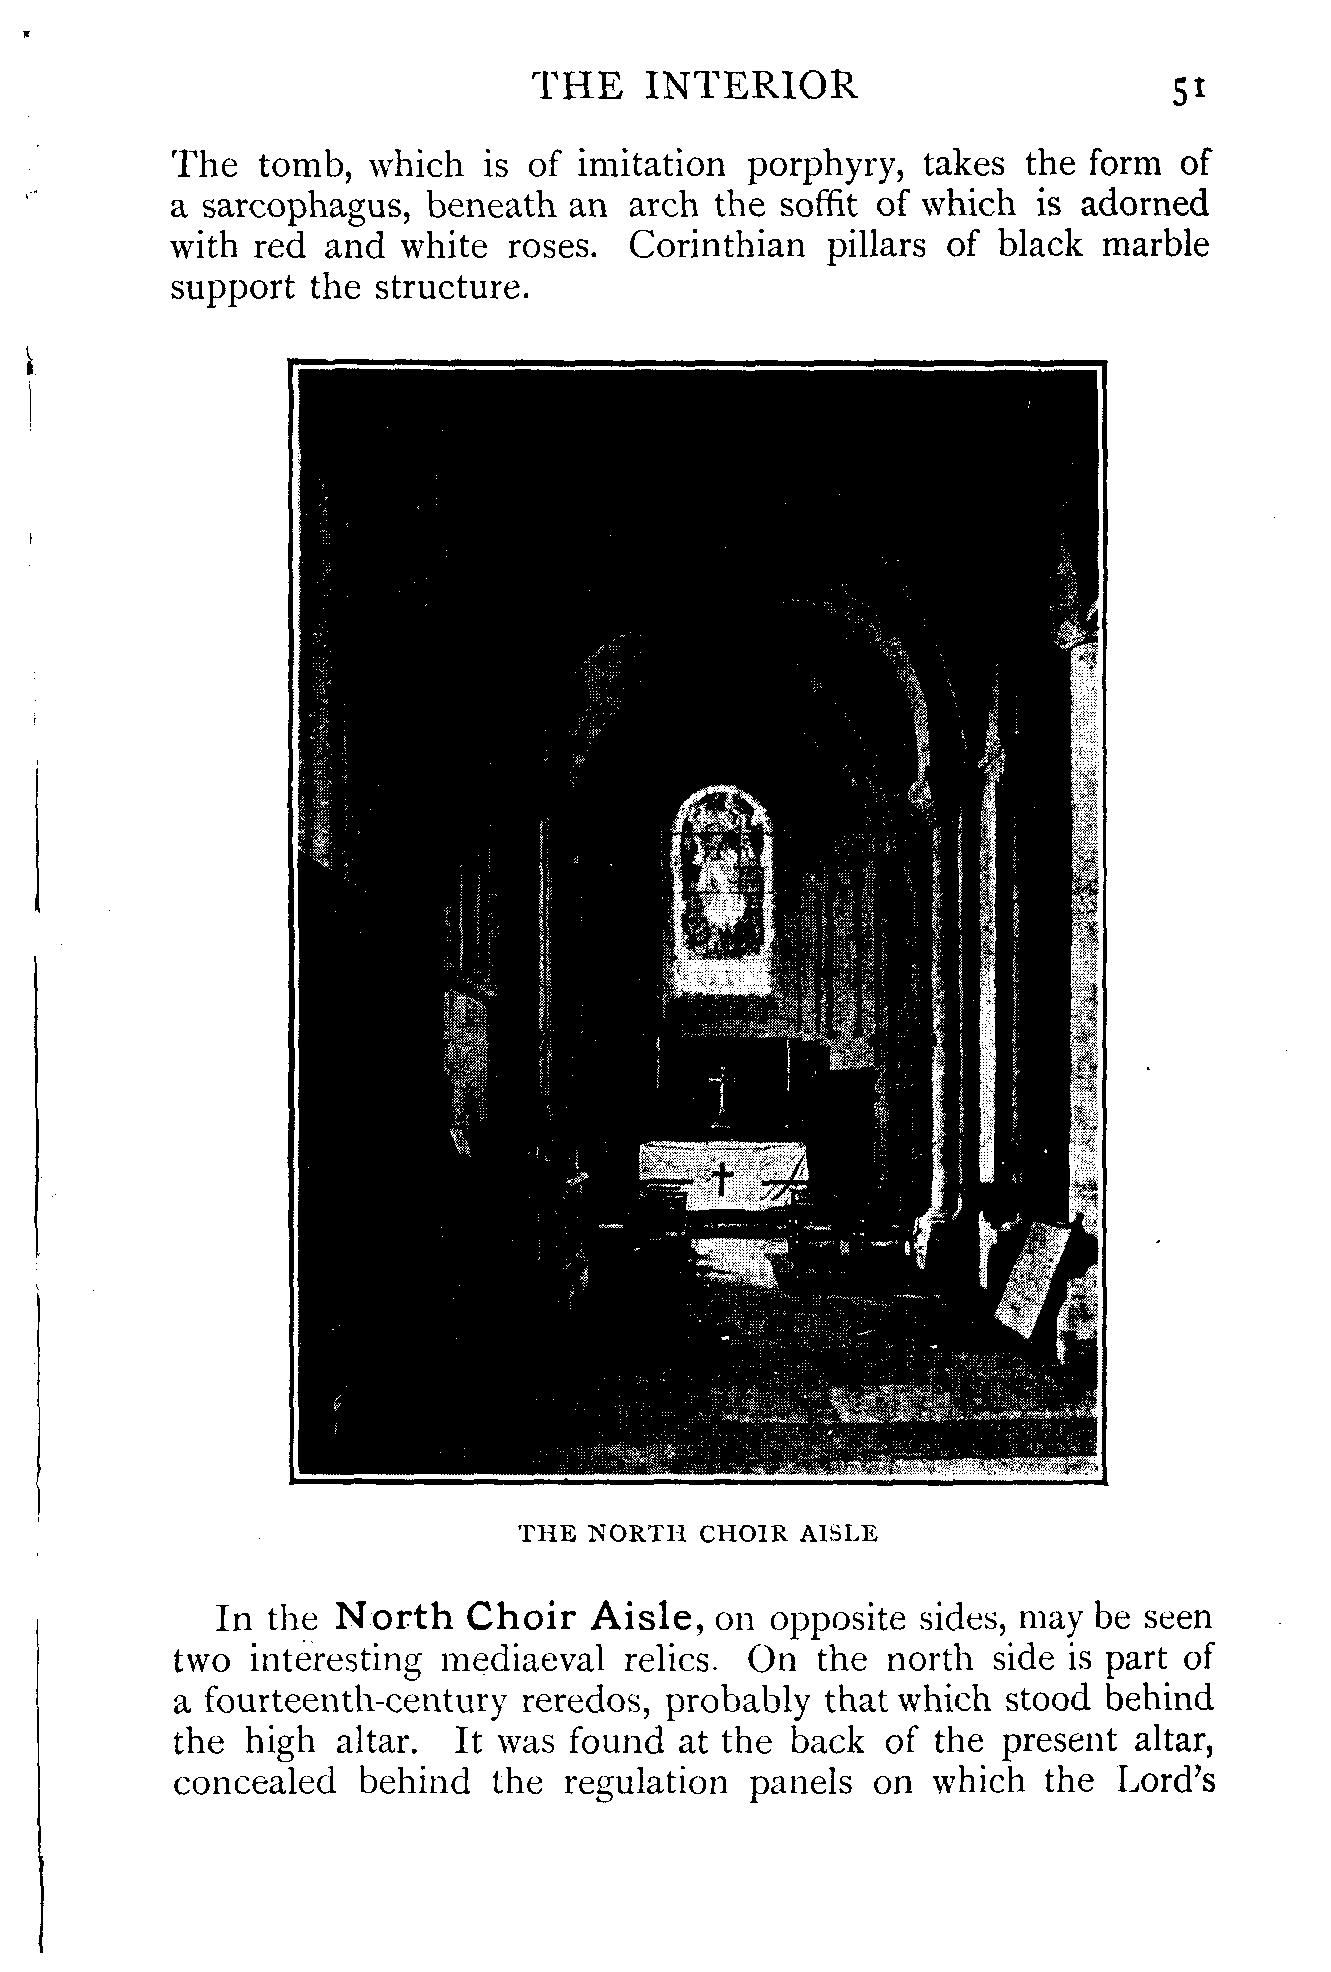 THE INTERIOR 51
The tomb, which is of imitation porphyry, takes the form of
a sarcophagus, beneath an arch the soffit of which is adorned
with red and white roses. Corinthian pillars of black marble
support the structure.
THE NORTH CHOIR AISLE
In the North Choir Aisle, on opposite sides, may be seen
two interesting mediaeval relics. On the north side is part of
a fourteenth-century reredos, probably that which stood behind
the high altar. It was found at the back of the present altar,
concealed behind the regulation panels on which the Lord's